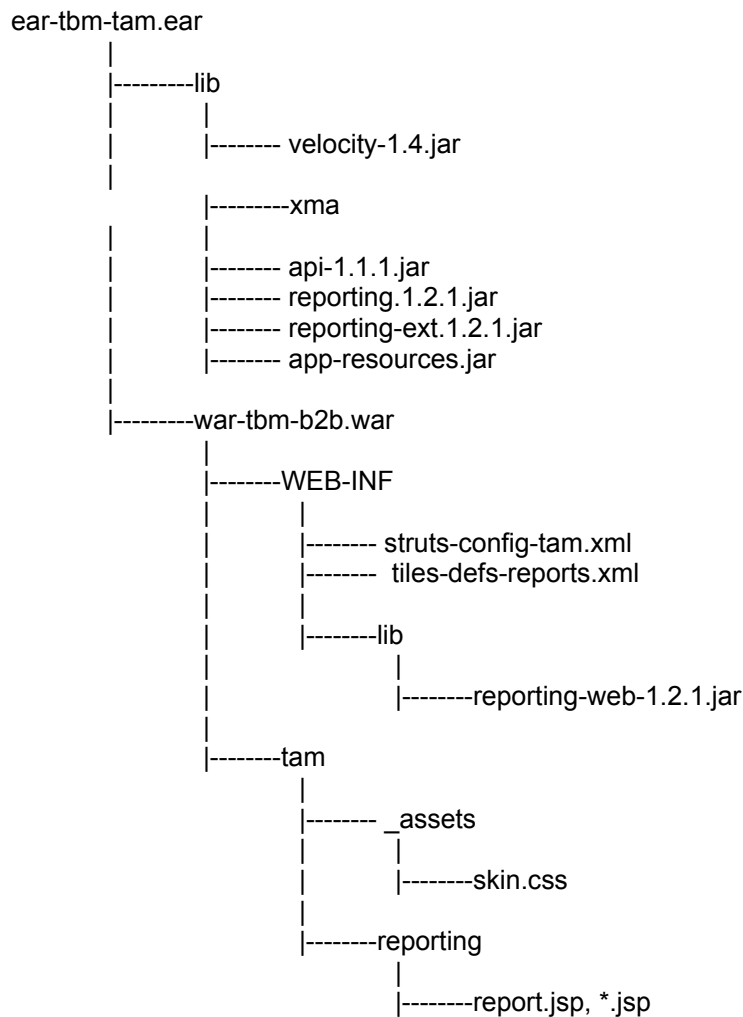 ear-tbm-tam.ear
|
|---------lib
| |
| |-------- velocity-1.4.jar
|
|---------xma
| |
| |-------- api-1.1.1.jar
| |-------- reporting.1.2.1.jar
| |-------- reporting-ext.1.2.1.jar
| |-------- app-resources.jar
|
|---------war-tbm-b2b.war
|
|--------WEB-INF
| |
| |-------- struts-config-tam.xml
| |-------- tiles-defs-reports.xml
| |
| |--------lib
| |
| |--------reporting-web-1.2.1.jar
|
|--------tam
|
|-------- _assets
| |
| |--------skin.css
|
|--------reporting
|
|--------report.jsp, *.jsp